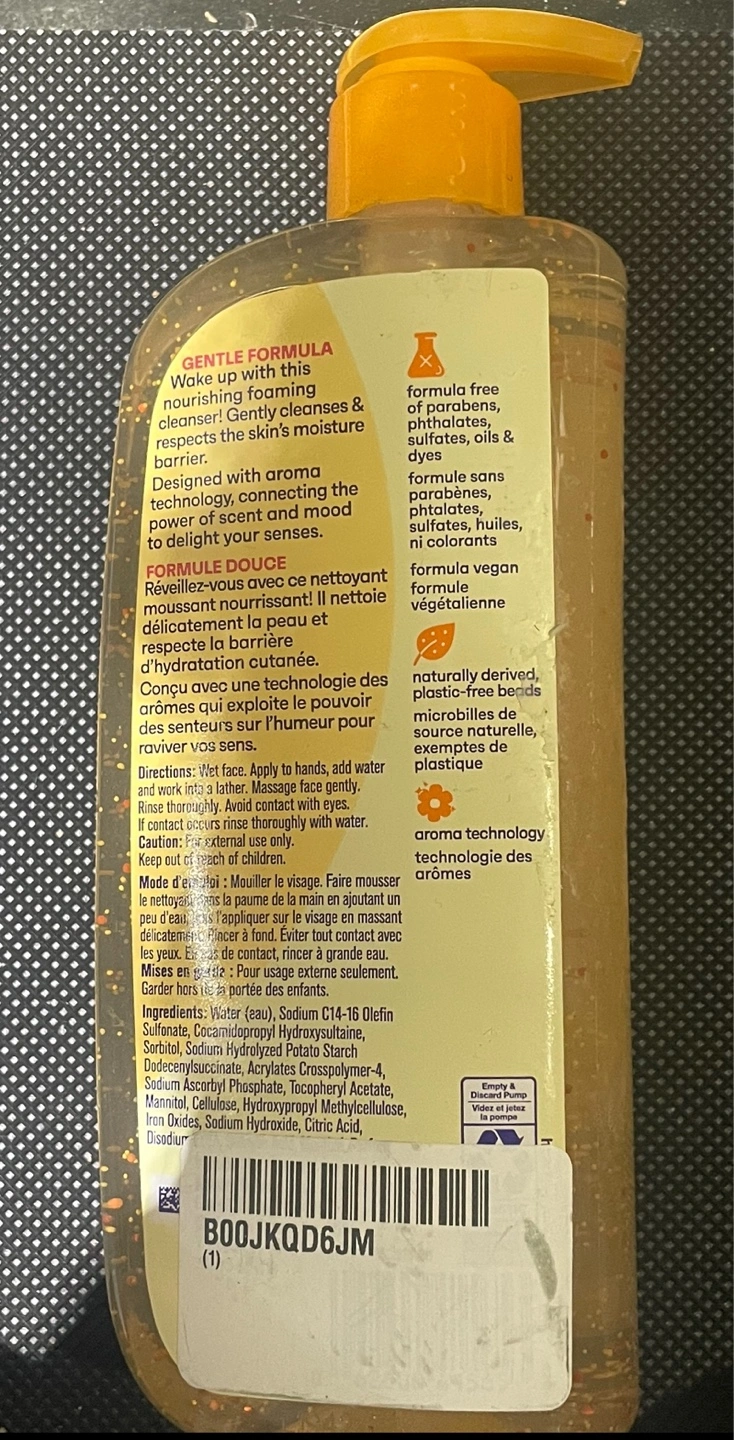 GENTLE FORMULA
Wake up with this
nourishing foaming
cleanser! Gently cleanses &
respects the skin's moisture
barrier.
Designed with aroma
technology, connecting the
power of scent and mood
to delight your senses.
FORMULE DOUCE
Réveillez-vous avec ce nettoyant
moussant nourrissant! Il nettoie
délicatement la peau et
respecte la barrière
d'hydratation cutanée.
Conçu avec une technologie des
arômes qui exploite le pouvoir
des senteurs sur l'humeur pour
raviver vos sens.
Directions: Wet face. Apply to hands, add water
and work into a lather. Massage face gently.
Rinse thoroughly. Avoid contact with eyes.
If contact occurs rinse thoroughly with water.
Caution: For external use only.
Keep out of reach of children.
Mode d'emploi : Mouiller le visage. Faire mousser
le nettoyant dans la paume de la main en ajoutant un
peu d'eau, puis l'appliquer sur le visage en massant
délicatement. Rincer à fond. Éviter tout contact avec
les yeux. En cas de contact, rincer à grande eau.
Mises en garde : Pour usage externe seulement.
Garder hors de la portée des enfants.
Ingredients: Water (eau), Sodium C14-16 Olefin
Sulfonate, Cocamidopropyl Hydroxysultaine,
Sorbitol, Sodium Hydrolyzed Potato Starch
Dodecenylsuccinate, Acrylates Crosspolymer-4,
Sodium Ascorbyl Phosphate, Tocopheryl Acetate,
Mannitol, Cellulose, Hydroxypropyl Methylcellulose,
Iron Oxides, Sodium Hydroxide, Citric Acid,
formula free
of parabens,
phthalates,
sulfates, oils &
dyes
formule sans
parabènes,
phtalates,
sulfates, huiles,
ni colorants
formula vegan
formule
végétalienne
naturally derived,
plastic-free beads
microbilles de
source naturelle,
exemptes de
plastique
aroma technology
technologie des
arômes
Empty &
Discard Pump
Videz et jetez
la pompe
B00JKQD6JM
(1)